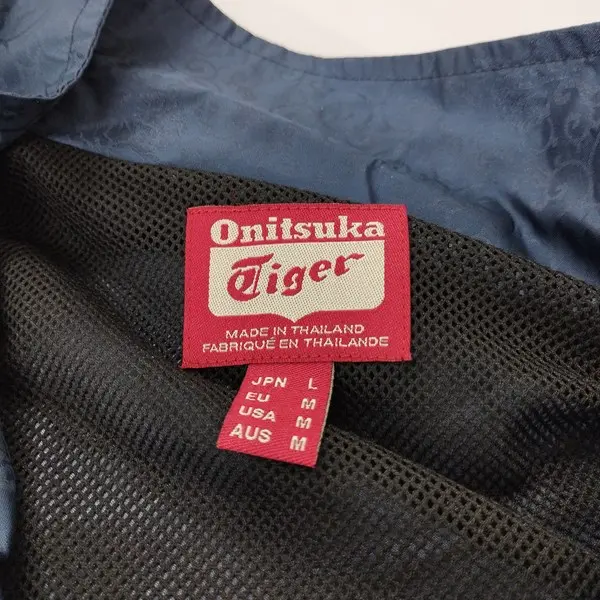 Onitsuka
Tiger
MADE IN THAILAND
FABRIQUÉ EN THAILANDE
JPN L
EU M
USA M
AUS M